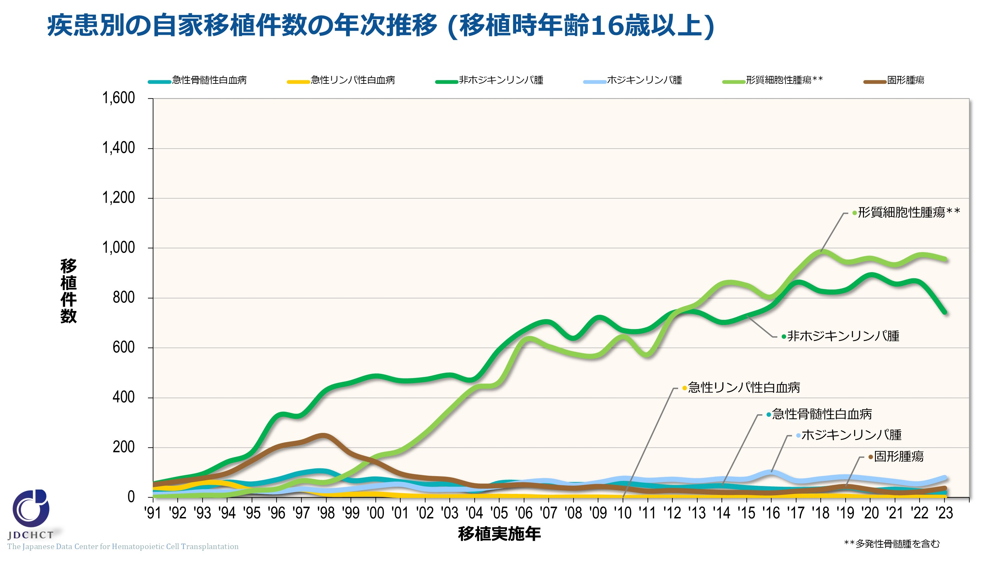 疾患別の自家移植件数の年次推移 (移植時年齢16歳以上)
急性骨髄性白血病
急性リンパ性白血病
非ホジキンリンパ腫
ホジキンリンパ腫
形質細胞性腫瘍**
固形腫瘍
1,600
1,400
1,200
1,000
800
600
400
200
0
移植件数
形質細胞性腫瘍**
非ホジキンリンパ腫
急性リンパ性白血病
急性骨髄性白血病
ホジキンリンパ腫
固形腫瘍
'91 '92 '93 '94 '95 '96 '97 '98 '99 '00 '01 '02 '03 '04 '05 '06 '07 '08 '09 '10 '11 '12 '13 '14 '15 '16 '17 '18 '19 '20 '21 '22 '23
移植実施年
JDCHCT
The Japanese Data Center for Hematopoietic Cell Transplantation
**多発性骨髄腫を含む